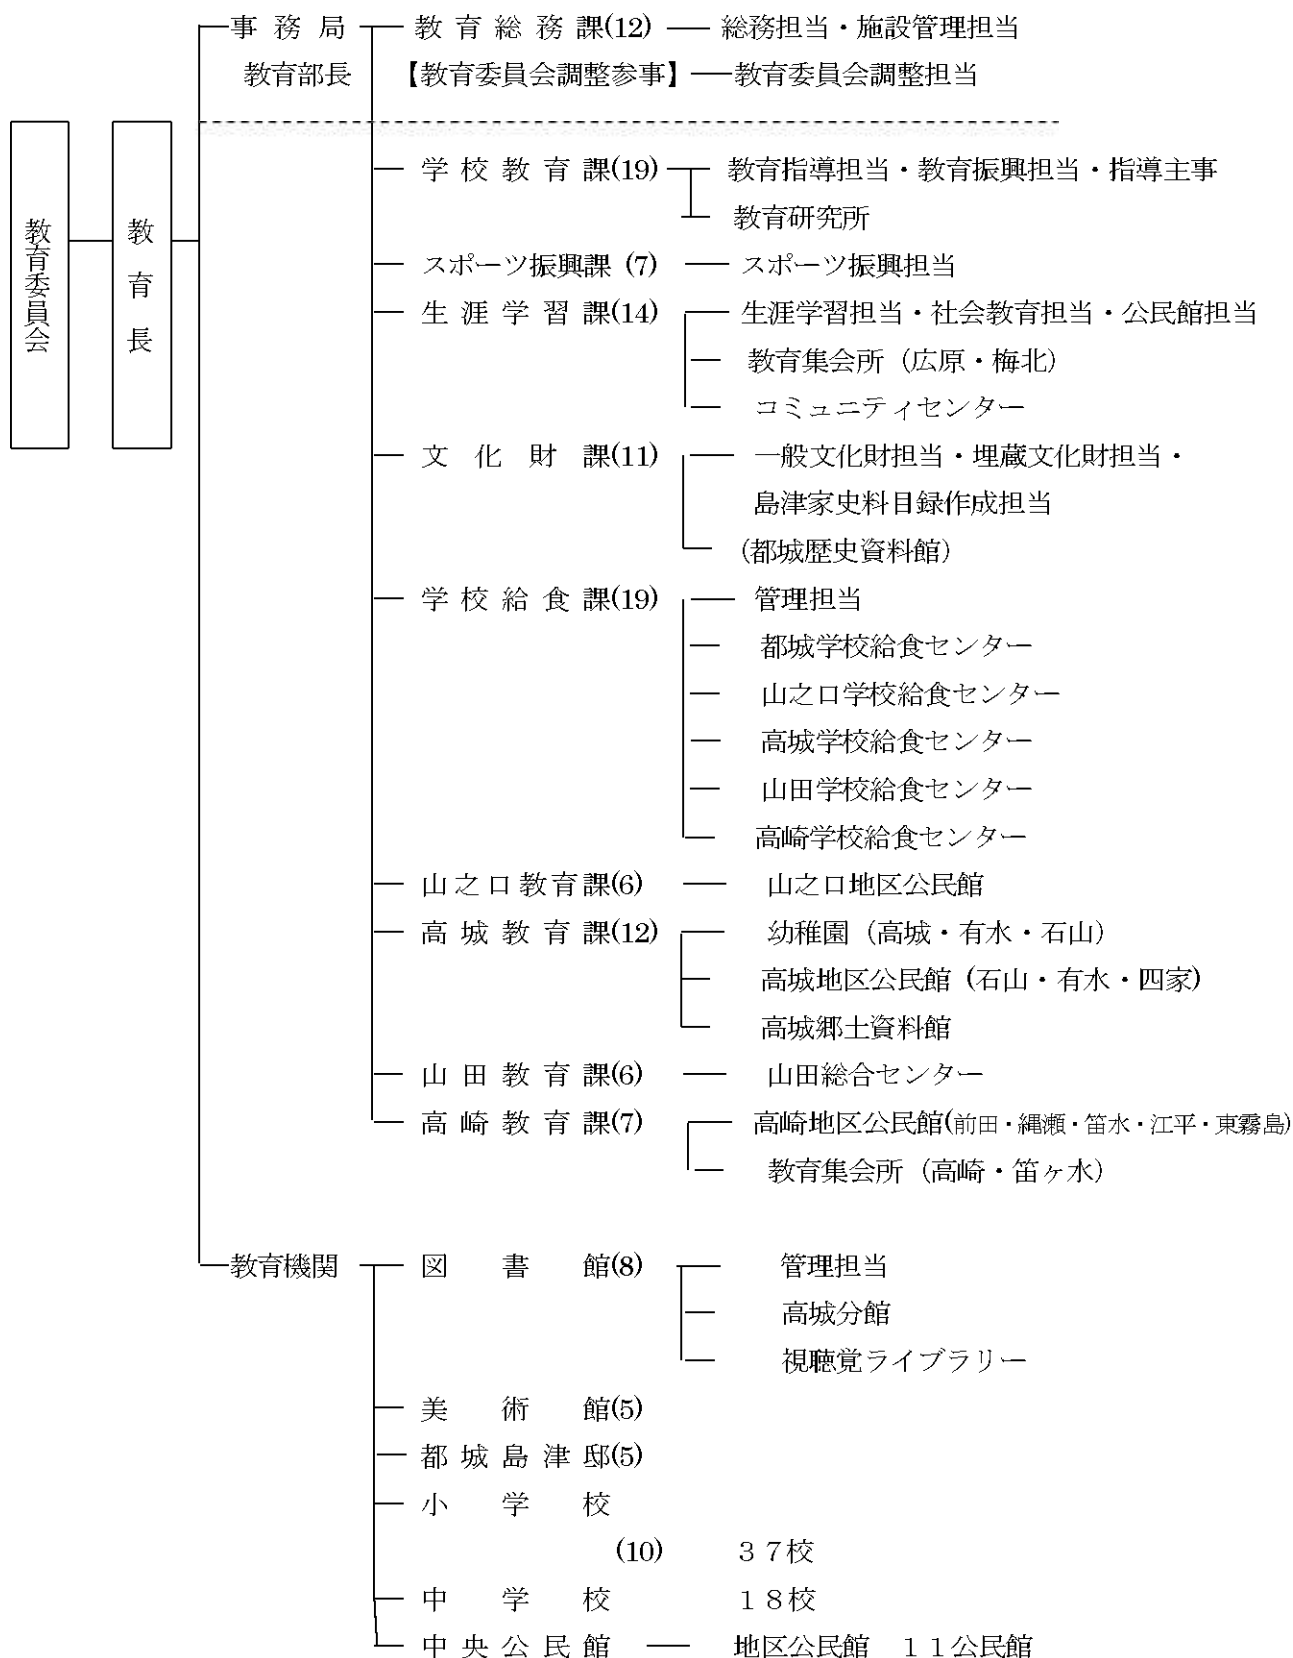 事務局 教育総務課(12) 総務担当・施設管理担当
教育部長 【教育委員会調整参事】 教育委員会調整担当
教育委員会
教育長
学校教育課(19) 教育指導担当・教育振興担当・指導主事
教育研究所
スポーツ振興課 (7) スポーツ振興担当
生涯学習課(14) 生涯学習担当・社会教育担当・公民館担当
教育集会所（広原・梅北）
コミュニティセンター
文化財課(11) 一般文化財担当・埋蔵文化財担当・
島津家史料目録作成担当
(都城歴史資料館）
学校給食課(19) 管理担当
都城学校給食センター
山之口学校給食センター
高城学校給食センター
山田学校給食センター
高崎学校給食センター
山之口教育課(6) 山之口地区公民館
高城教育課(12) 幼稚園（高城・有水・石山）
高城地区公民館（石山・有水・四家）
高城郷土資料館
山田教育課(6) 山田総合センター
高崎教育課(7) 高崎地区公民館(前田・縄瀬・笛水・江平・東霧島)
教育集会所（高崎・笛ヶ水）
教育機関 図書館(8) 管理担当
高城分館
視聴覚ライブラリー
美術館(5)
都城島津邸(5)
小学校
(10) ３７校
中学校 １８校
中央公民館 地区公民館 １１公民館